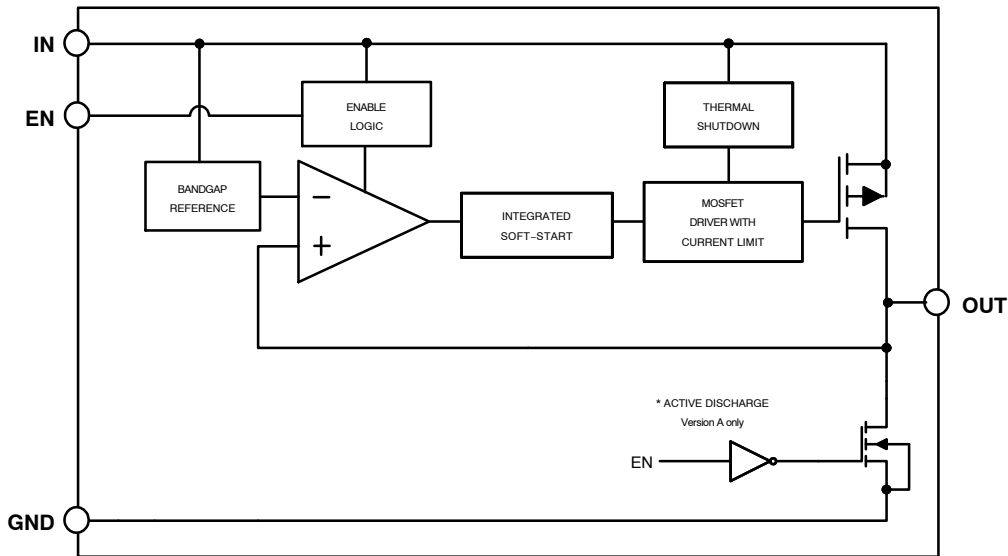 IN
ENABLE
LOGIC
THERMAL
SHUTDOWN
EN
BANDGAP
REFERENCE
−
+
INTEGRATED
SOFT−START
MOSFET
DRIVER WITH
CURRENT LIMIT
OUT
* ACTIVE DISCHARGE
Version A only
EN
GND